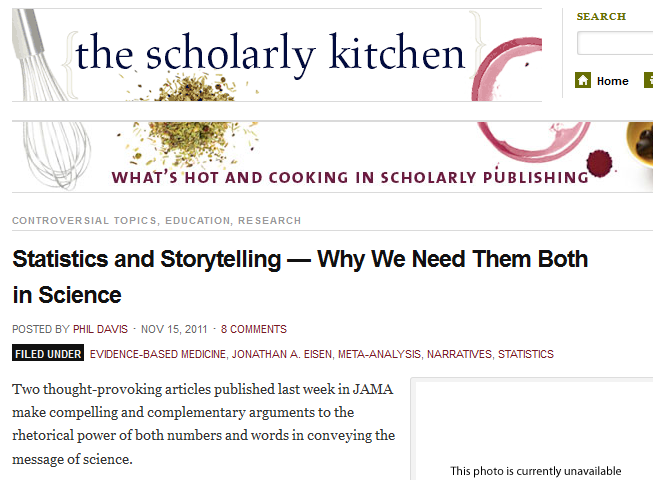 SEARCH
{the scholarly kitchen}
Home
WHAT'S HOT AND COOKING IN SCHOLARLY PUBLISHING
CONTROVERSIAL TOPICS, EDUCATION, RESEARCH
Statistics and Storytelling — Why We Need Them Both
in Science
POSTED BY PHIL DAVIS · NOV 15, 2011 · 8 COMMENTS
FILED UNDER EVIDENCE-BASED MEDICINE, JONATHAN A. EISEN, META-ANALYSIS, NARRATIVES, STATISTICS
Two thought-provoking articles published last week in JAMA
make compelling and complementary arguments to the
rhetorical power of both numbers and words in conveying the
message of science.
This photo is currently unavailable